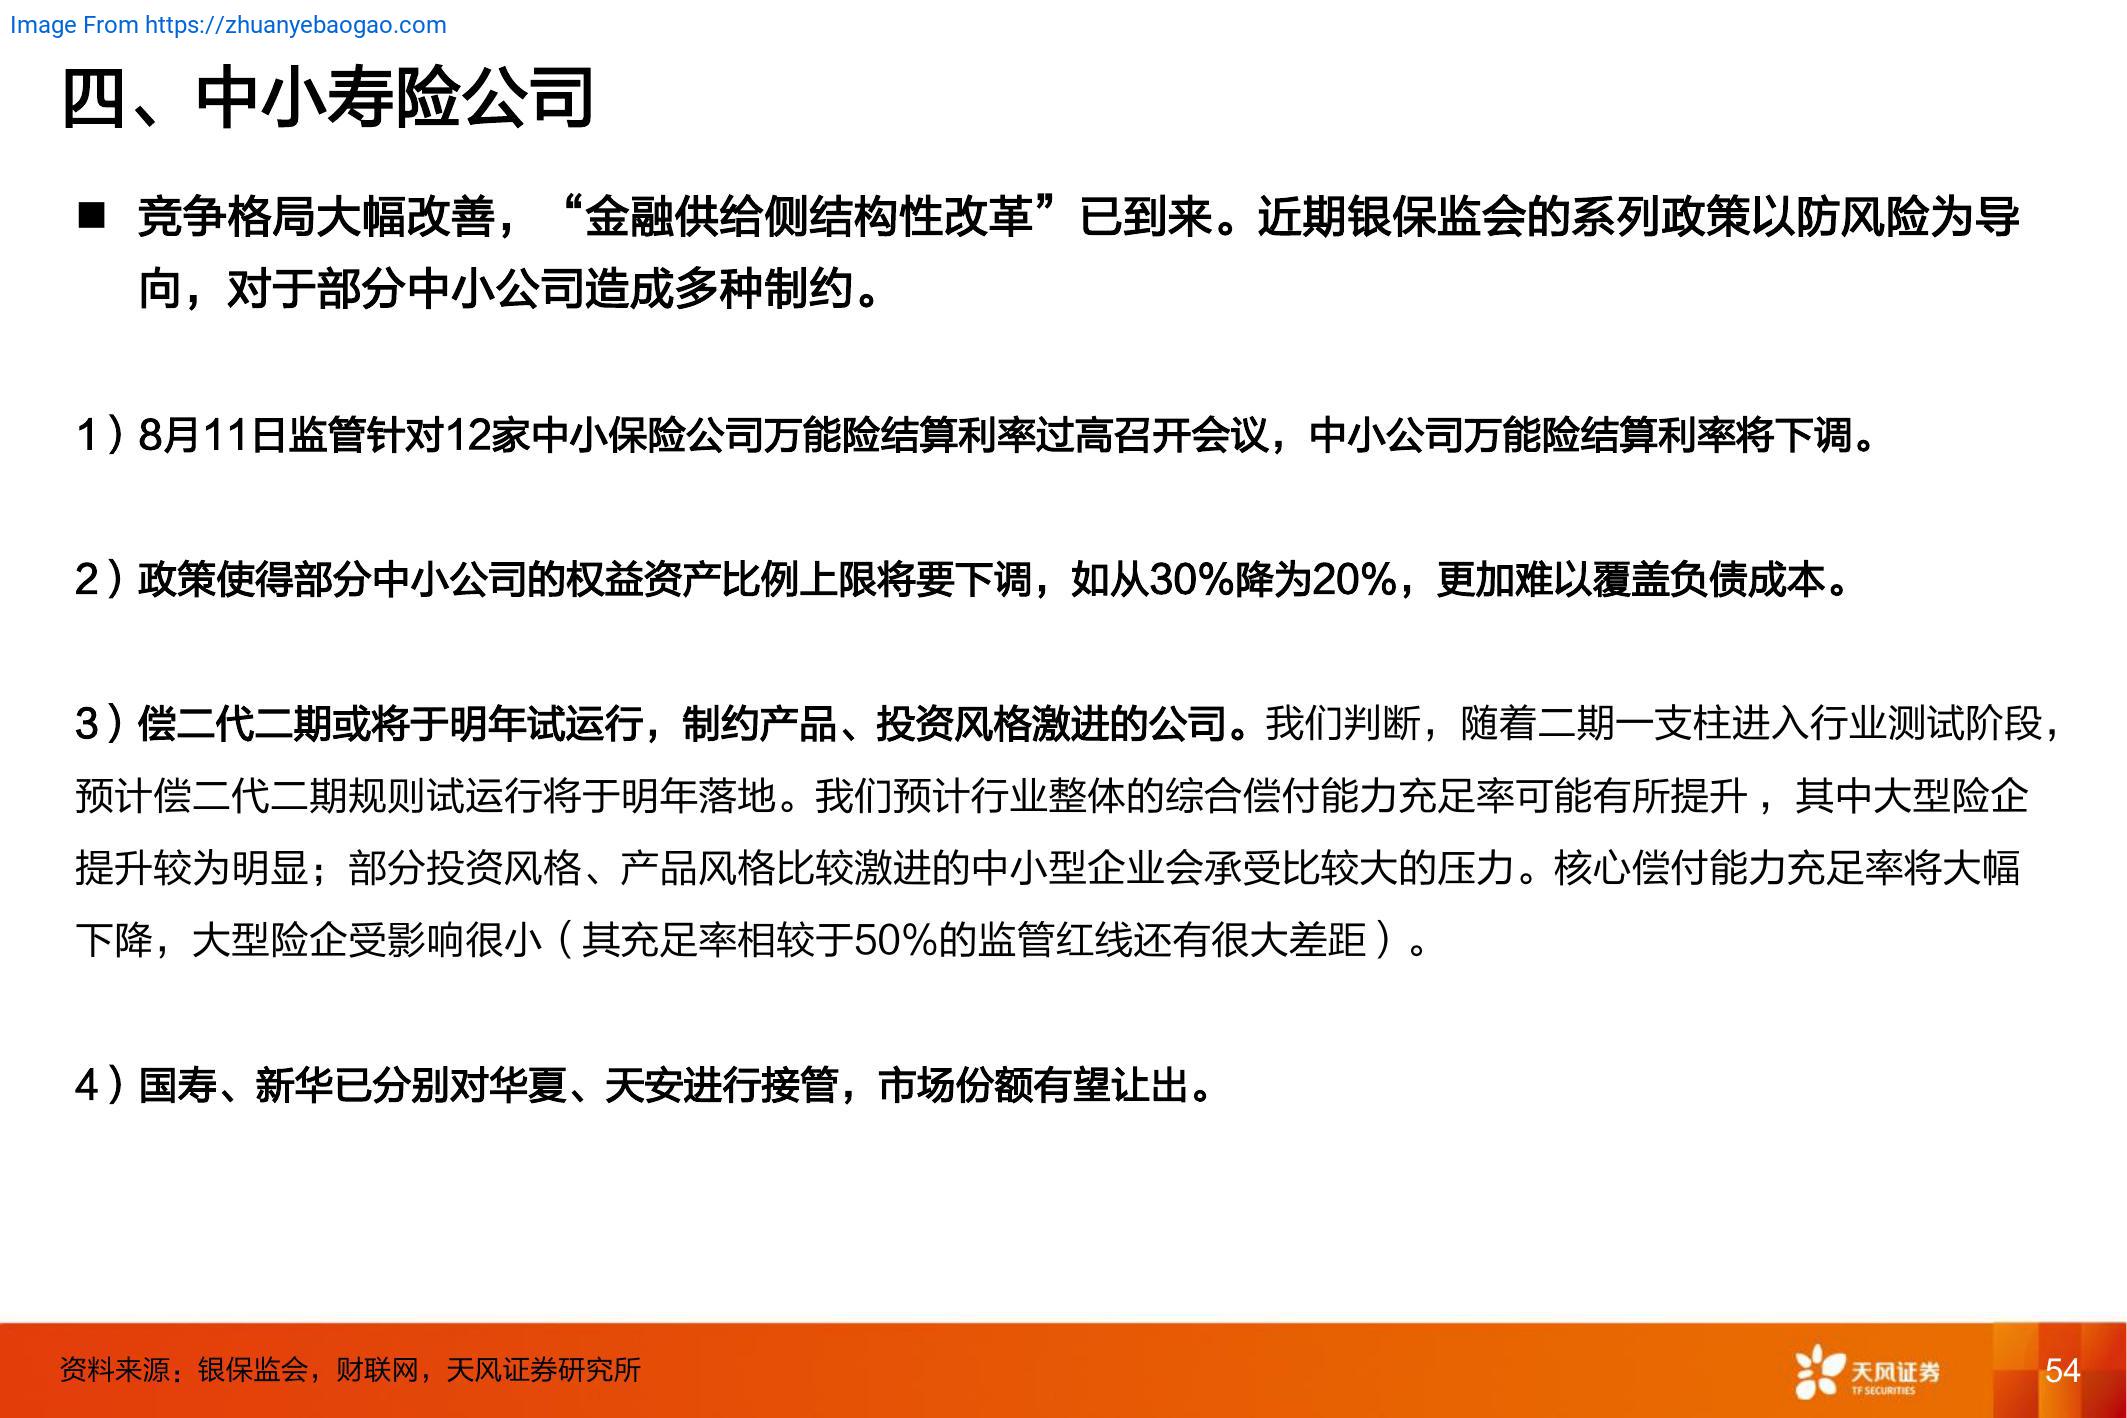 Image From https://zhuanyebaogao.com
四、中小寿险公司
■ 竞争格局大幅改善，“金融供给侧结构性改革”已到来。近期银保监会的系列政策以防风险为导
向，对于部分中小公司造成多种制约。
1）8月11日监管针对12家中小保险公司万能险结算利率过高召开会议，中小公司万能险结算利率将下调。
2）政策使得部分中小公司的权益资产比例上限将要下调，如从30%降为20%，更加难以覆盖负债成本。
3）偿二代二期或将于明年试运行，制约产品、投资风格激进的公司。我们判断，随着二期一支柱进入行业测试阶段，
预计偿二代二期规则试运行将于明年落地。我们预计行业整体的综合偿付能力充足率可能有所提升，其中大型险企
提升较为明显；部分投资风格、产品风格比较激进的中小型企业会承受比较大的压力。核心偿付能力充足率将大幅
下降，大型险企受影响很小（其充足率相较于50%的监管红线还有很大差距）。
4）国寿、新华已分别对华夏、天安进行接管，市场份额有望让出。
资料来源：银保监会，财联网，天风证券研究所
天风证券
TF SECURITIES
54